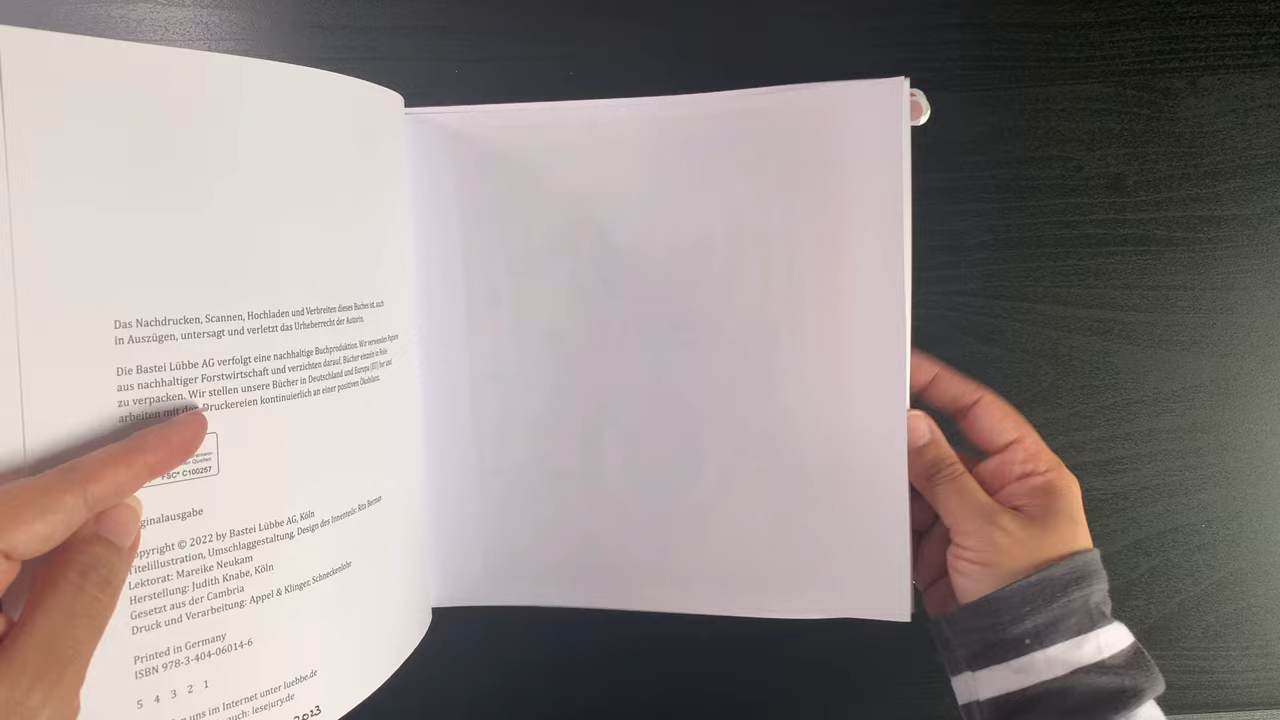 Das Nachdrucken, Scannen, Hochladen und Verbreiten dieses Buches ist, auch
in Auszügen, untersagt und verletzt das Urheberrecht der Autorin.
Die Bastei Lübbe AG verfolgt eine nachhaltige Buchproduktion. Wir verwenden Papiere
aus nachhaltiger Forstwirtschaft und verzichten darauf, Bücher einzeln in Folie
zu verpacken. Wir stellen unsere Bücher in Deutschland und Europa (EU) her und
arbeiten mit den Druckereien kontinuierlich an einer positiven Ökobilanz.
Quellen
FSC® C100257
ginalausgabe
opyright © 2022 by Bastei Lübbe AG, Köln
Titelillustration, Umschlaggestaltung, Design des Innenteils: Rita Berman
Lektorat: Mareike Neukam
Herstellung: Judith Knabe, Köln
Gesetzt aus der Cambria
Druck und Verarbeitung: Appel & Klinger, Schneckenlohe
Printed in Germany
ISBN 978-3-404-06014-6
5 4 3 2 1
uns im Internet unter luebbe.de
auch: lesejury.de
2023